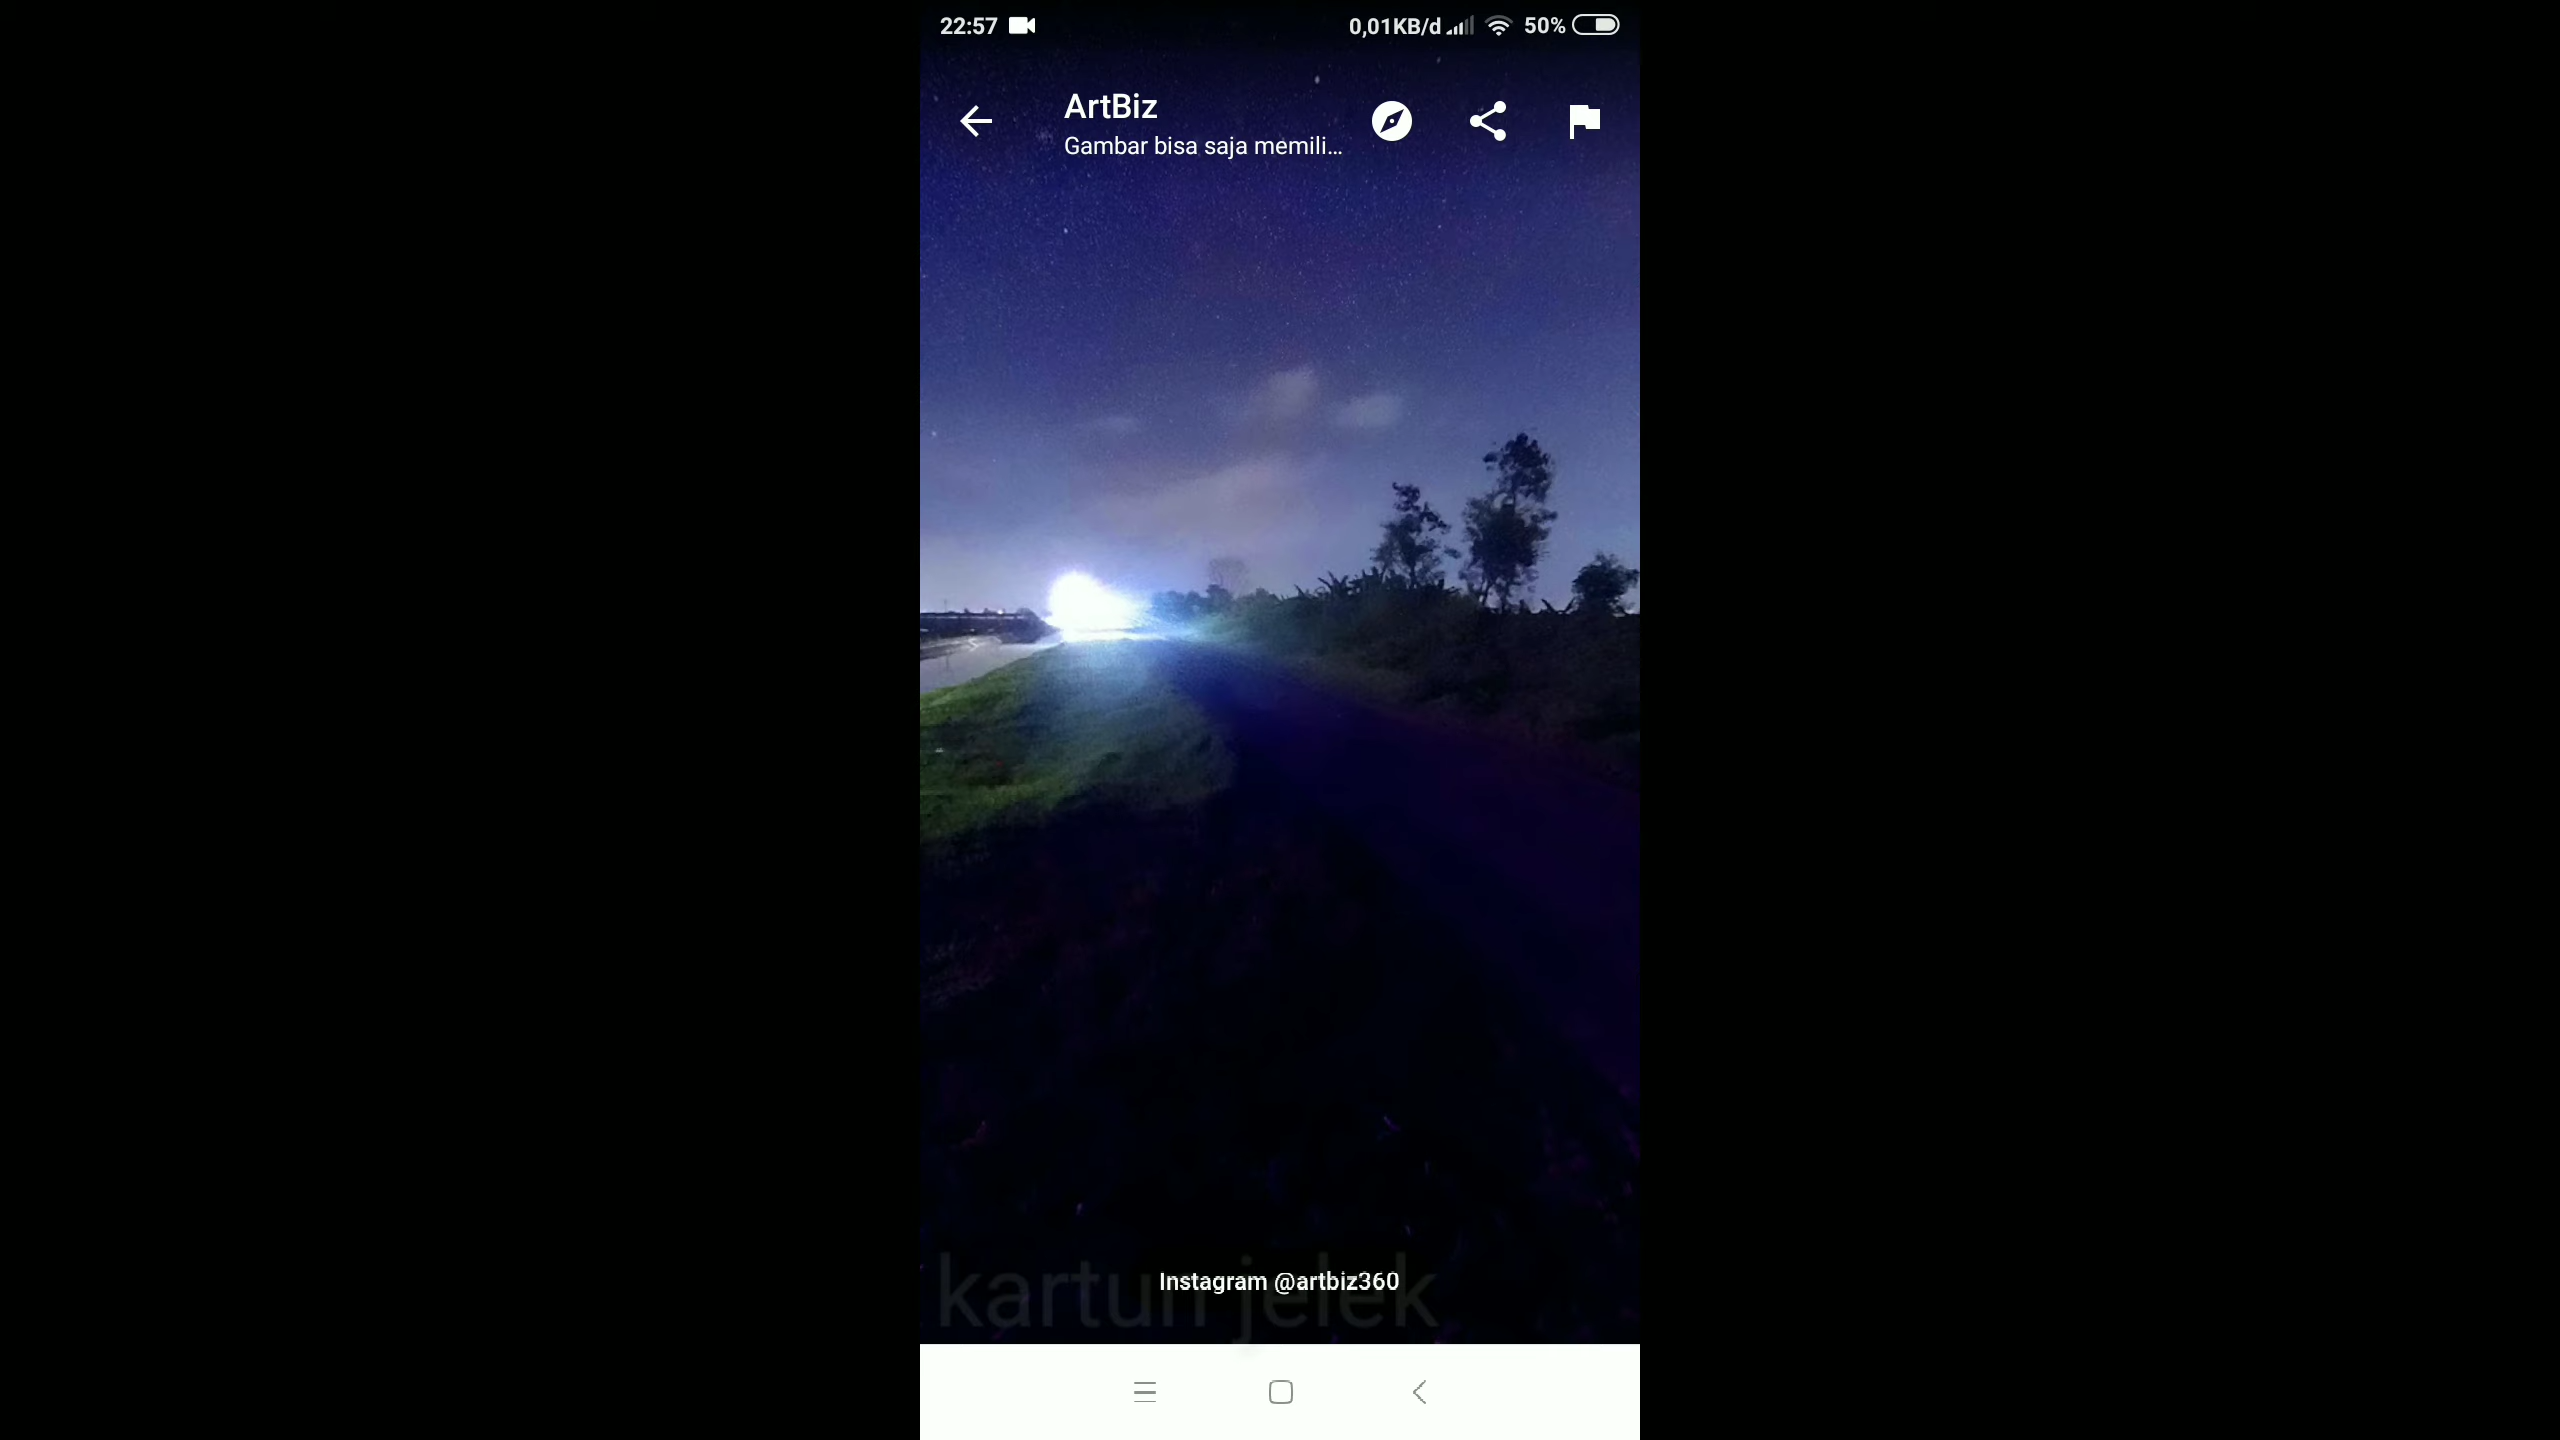 22:57
0,01KB/d
50%
ArtBiz
Gambar bisa saja memili...
Instagram @artbiz360
kartun jelek